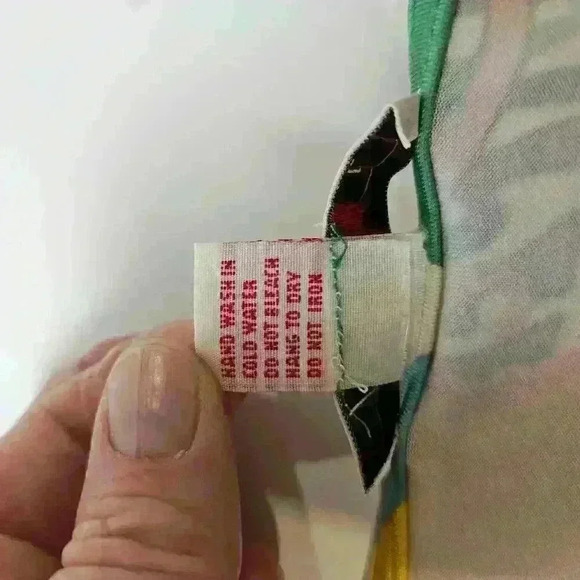 HAND WASH IN
COLD WATER
DO NOT BLEACH
HANG TO DRY
DO NOT IRON